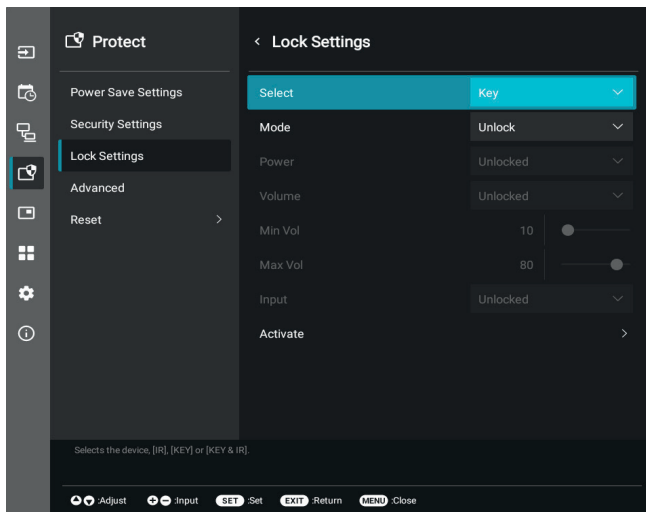 Protect
Power Save Settings
Security Settings
Lock Settings
Advanced
Reset
< Lock Settings
Select Key
Mode Unlock
Power Unlocked
Volume Unlocked
Min Vol 10
Max Vol 80
Input Unlocked
Activate
Selects the device, [IR], [KEY] or [KEY & IR].
:Adjust :Input SET :Set EXIT :Return MENU :Close